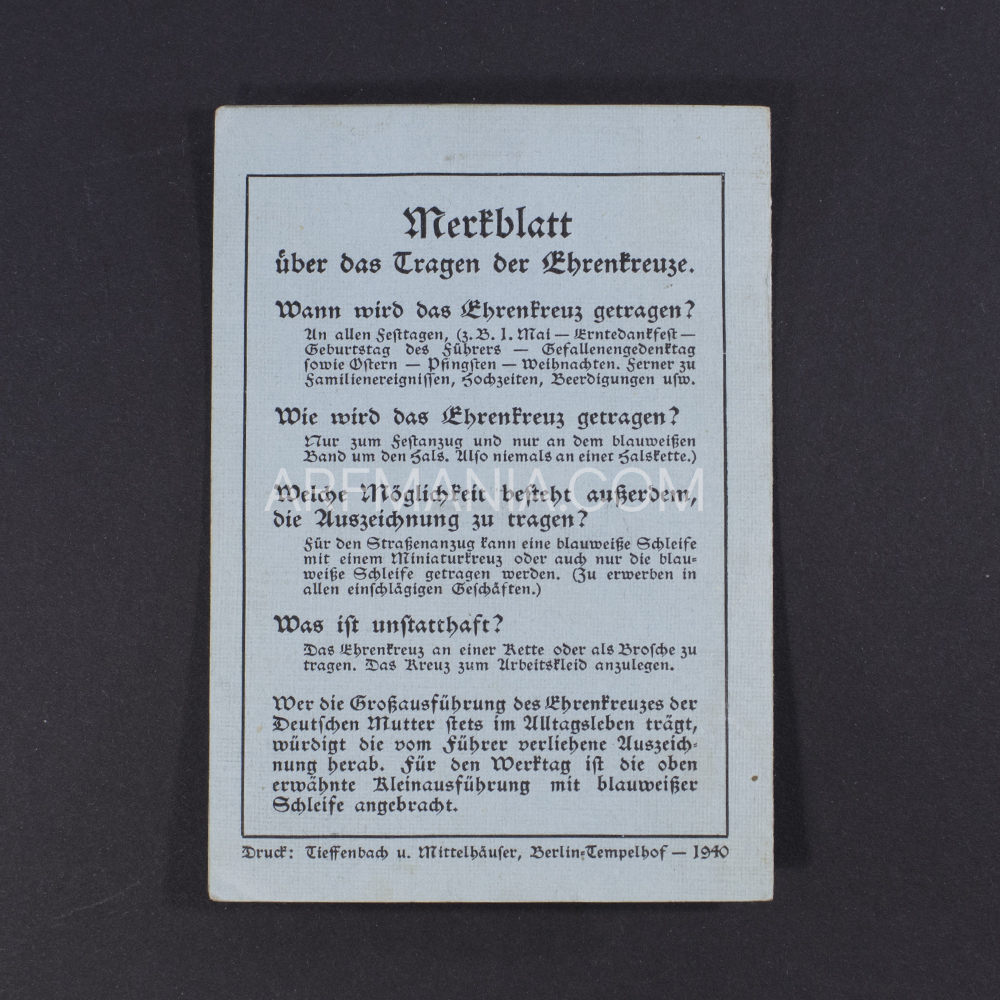 Merkblatt
über das Tragen der Ehrenkreuze.
Wann wird das Ehrenkreuz getragen?
An allen Festtagen, (z. B. 1. Mai — Erntedankfest —
Geburtstag des Führers — Gefallenengedenktag
sowie Ostern — Pfingsten — Weihnachten. Ferner zu
Familienereignissen, Hochzeiten, Beerdigungen usw.
Wie wird das Ehrenkreuz getragen?
Nur zum Festanzug und nur an dem blauweißen
Band um den Hals. Also niemals an einer Halskette.)
ARFMANIA.COM
Welche Möglichkeit besteht außerdem,
die Auszeichnung zu tragen?
Für den Straßenanzug kann eine blauweiße Schleife
mit einem Miniaturkreuz oder auch nur die blau-
weiße Schleife getragen werden. (Zu erwerben in
allen einschlägigen Geschäften.)
Was ist unstatthaft?
Das Ehrenkreuz an einer Kette oder als Brosche zu
tragen. Das Kreuz zum Arbeitskleid anzulegen.
Wer die Großausführung des Ehrenkreuzes der
Deutschen Mutter stets im Alltagsleben trägt,
würdigt die vom Führer verliehene Auszeich-
nung herab. Für den Werktag ist die oben
erwähnte Kleinausführung mit blauweißer
Schleife angebracht.
Druck: Tieffenbach u. Mittelhäuser, Berlin-Tempelhof — 1940